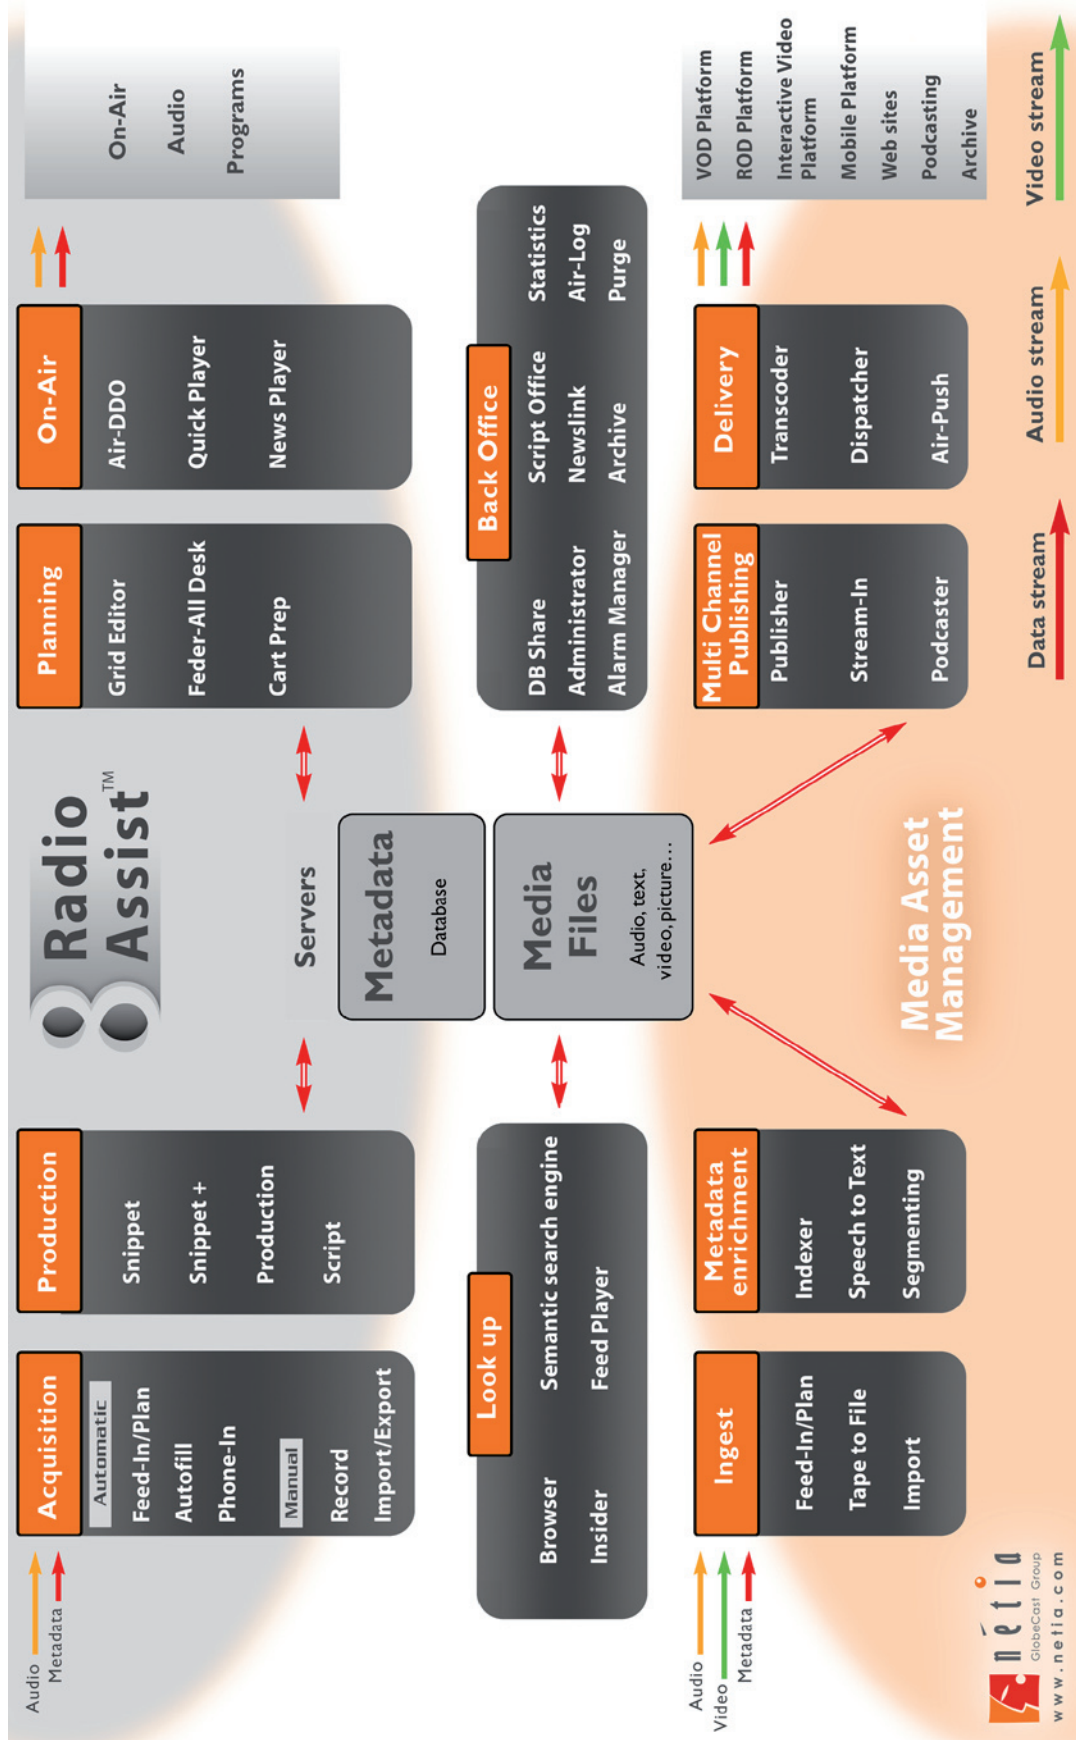 8 Radio
Assist™
Audio
Metadata
Acquisition
Automatic
Feed-In/Plan
Autofill
Phone-In
Manual
Record
Import/Export
Production
Snippet
Snippet +
Production
Script
Servers
Metadata
Database
Media
Files
Audio, text,
video, picture...
Planning
Grid Editor
Feder-All Desk
Cart Prep
On-Air
Air-DDO
Quick Player
News Player
On-Air
Audio
Programs
Look up
Browser
Semantic search engine
Insider
Feed Player
Back Office
DB Share
Script Office
Statistics
Administrator
Newslink
Air-Log
Alarm Manager
Archive
Purge
Audio
Video
Metadata
Ingest
Feed-In/Plan
Tape to File
Import
Metadata
enrichment
Indexer
Speech to Text
Segmenting
Media Asset
Management
Multi Channel
Publishing
Publisher
Stream-In
Podcaster
Delivery
Transcoder
Dispatcher
Air-Push
VOD Platform
ROD Platform
Interactive Video
Platform
Mobile Platform
Web sites
Podcasting
Archive
nétia
GlobeCast Group
www.netia.com
Data stream
Audio stream
Video stream